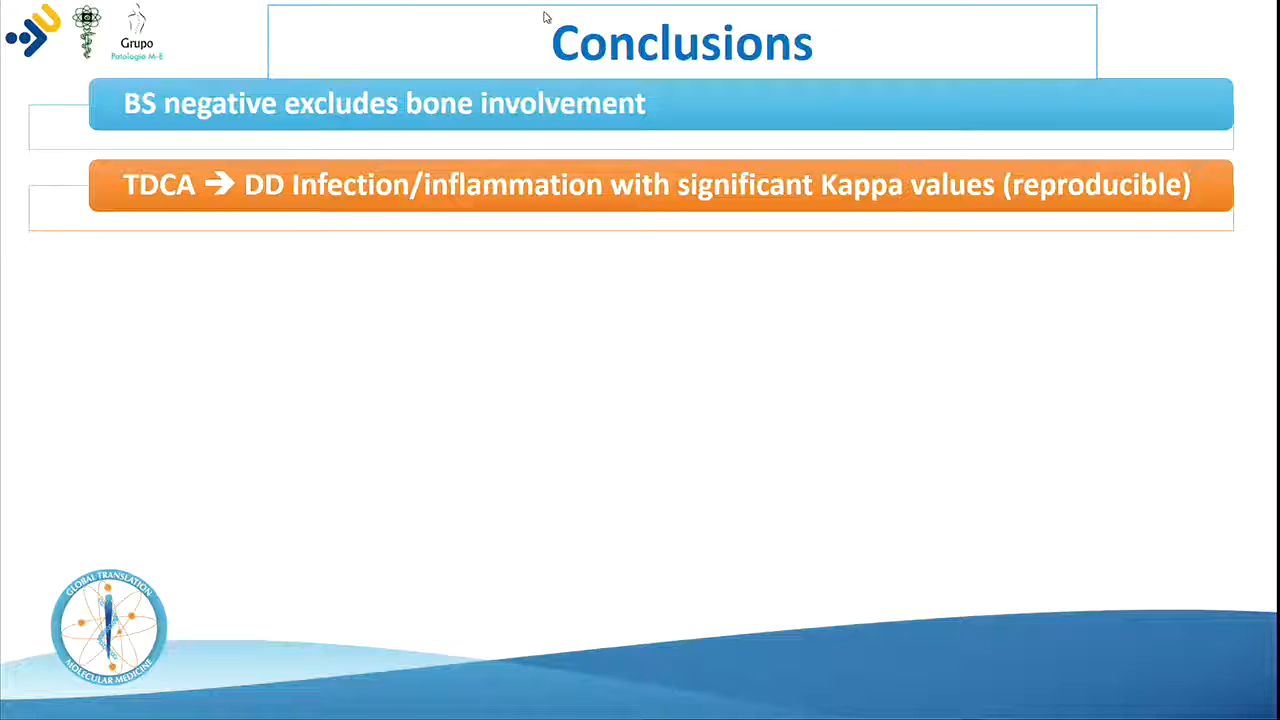 Conclusions
Grupo
Patología M-E
BS negative excludes bone involvement
TDCA ➔ DD Infection/inflammation with significant Kappa values (reproducible)
GLOBAL TRANSLATION
MOLECULAR MEDICINE